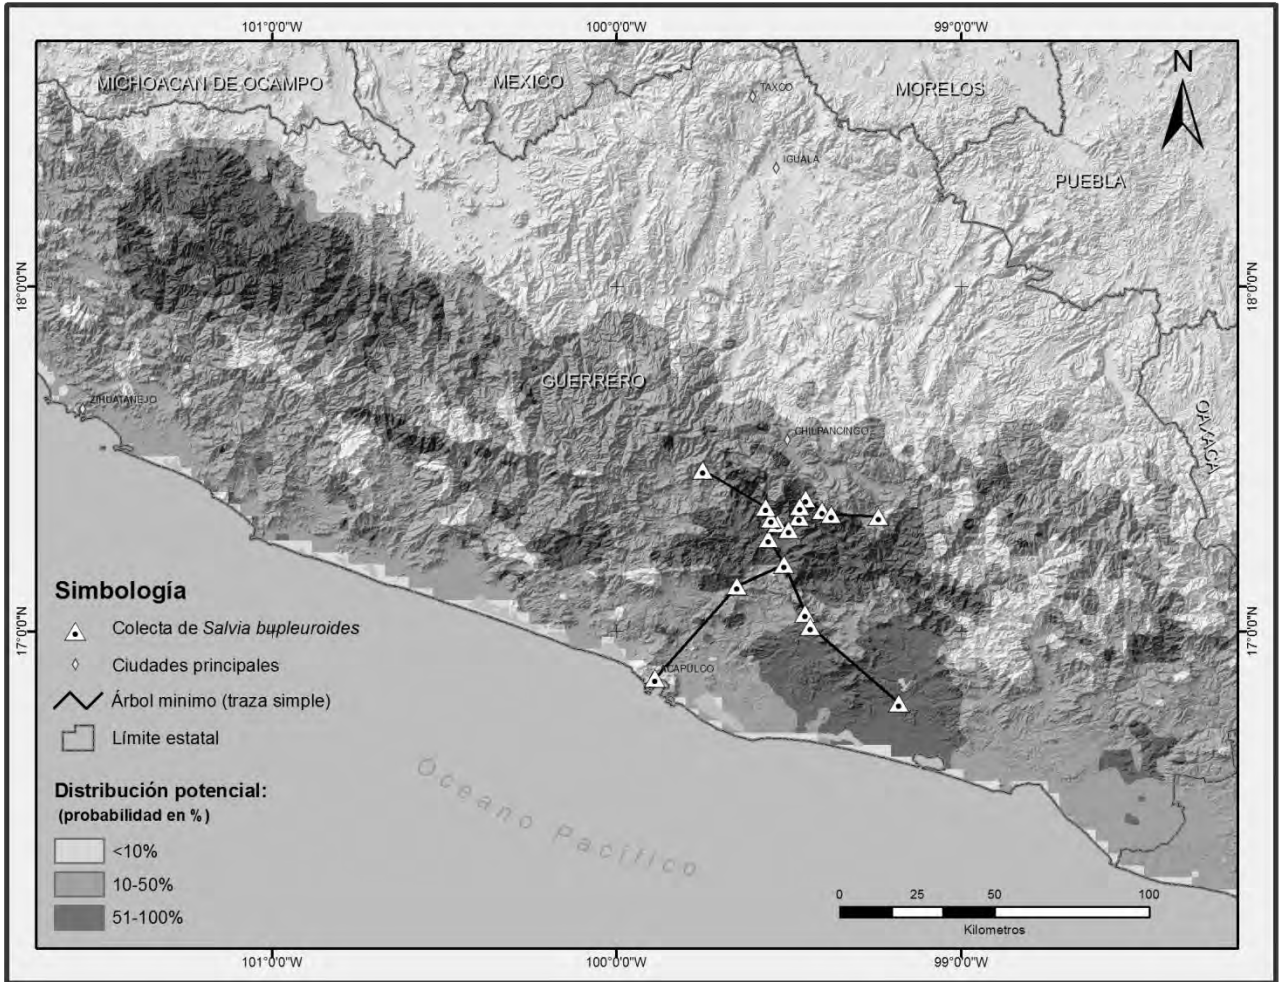 101°0'0"W
100°0'0"W
99°0'0"W
N
MICHOACAN DE OCAMPO
MEXICO
MORELOS
TAXCO
IGUALA
PUEBLA
18°0'0"N
18°0'0"N
GUERRERO
ZIHUATANEJO
OAXACA
CHILPANCINGO
17°0'0"N
17°0'0"N
ACAPULCO
Simbología
Colecta de Salvia bupleuroides
Ciudades principales
Árbol minimo (traza simple)
Límite estatal
Distribución potencial:
(probabilidad en %)
<10%
10-50%
51-100%
Oceano Pacífico
0 25 50 100
Kilometros
101°0'0"W
100°0'0"W
99°0'0"W